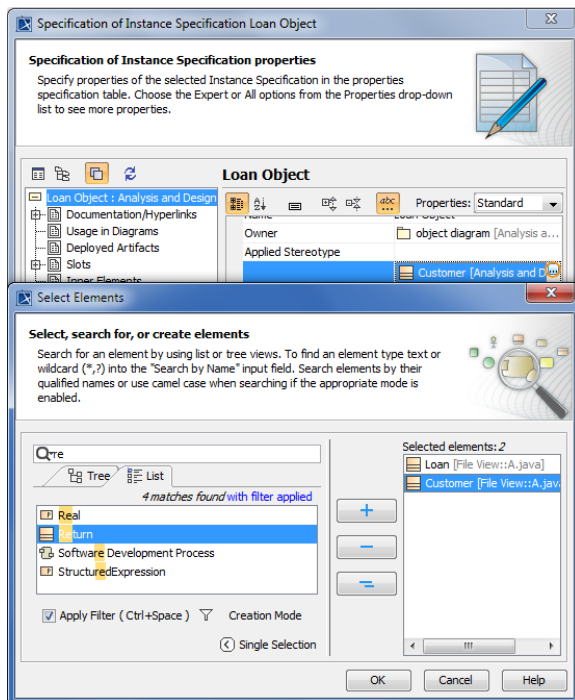 Specification of Instance Specification Loan Object
Specification of Instance Specification properties
Specify properties of the selected Instance Specification in the properties
specification table. Choose the Expert or All options from the Properties drop-down
list to see more properties.
Loan Object
Properties: Standard
Loan Object : Analysis and Design
Documentation/Hyperlinks
Usage in Diagrams
Deployed Artifacts
Slots
Inner Elements
Name Loan Object
Owner object diagram [Analysis a...
Applied Stereotype
Customer [Analysis and D
Select Elements
Select, search for, or create elements
Search for an element by using list or tree views. To find an element type text or
wildcard (*,?) into the "Search by Name" input field. Search elements by their
qualified names or use camel case when searching if the appropriate mode is
enabled.
re
Tree List
4 matches found with filter applied
Real
Return
Software Development Process
StructuredExpression
Apply Filter ( Ctrl+Space ) Creation Mode
Single Selection
Selected elements: 2
Loan [File View::A.java]
Customer [File View::A.java
OK Cancel Help